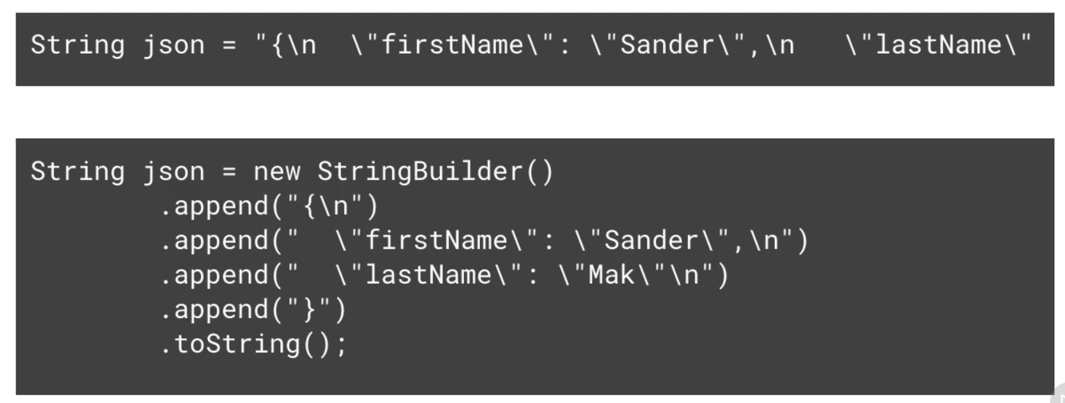 String json = "{\n  \"firstName\": \"Sander\",\n   \"lastName\"
String json = new StringBuilder()
        .append("{\n")
        .append("  \"firstName\": \"Sander\",\n")
        .append("  \"lastName\": \"Mak\"\n")
        .append("}")
        .toString();